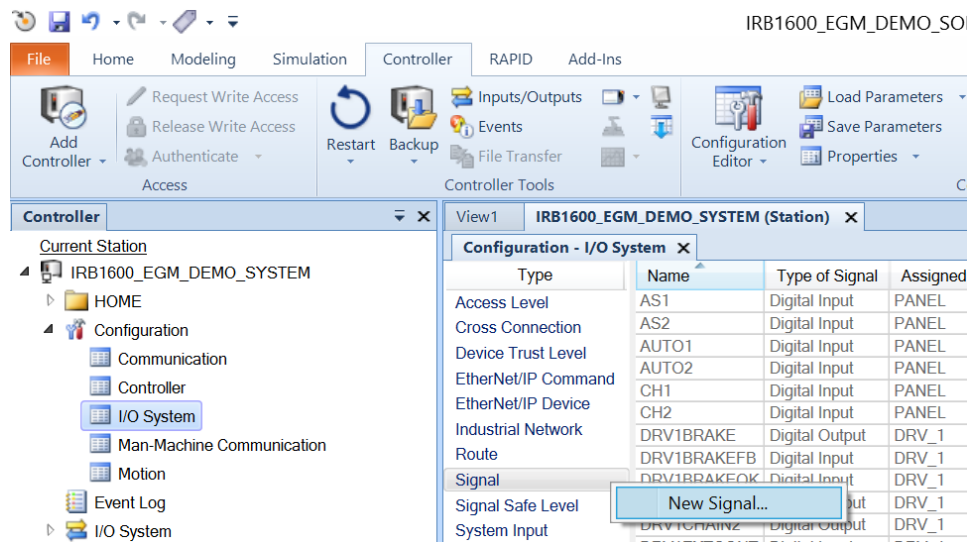 IRB1600_EGM_DEMO_SO
File Home Modeling Simulation Controller RAPID Add-Ins
Request Write Access Inputs/Outputs Load Parameters
Release Write Access Events Save Parameters
Add Controller Authenticate Restart Backup File Transfer Configuration Editor Properties
Access Controller Tools C
Controller View1 IRB1600_EGM_DEMO_SYSTEM (Station)
Current Station Configuration - I/O System
IRB1600_EGM_DEMO_SYSTEM Type Name Type of Signal Assigned
HOME Access Level AS1 Digital Input PANEL
Configuration Cross Connection AS2 Digital Input PANEL
Communication Device Trust Level AUTO1 Digital Input PANEL
Controller EtherNet/IP Command AUTO2 Digital Input PANEL
EtherNet/IP Device CH1 Digital Input PANEL
I/O System Industrial Network CH2 Digital Input PANEL
Man-Machine Communication DRV1BRAKE Digital Output DRV_1
Route DRV1BRAKEFB Digital Input DRV_1
Motion Signal DRV1BRAKEOK Digital Input DRV_1
Event Log Signal Safe Level New Signal... put DRV_1
I/O System System Input DRV1CHAIN2 Digital Output DRV_1